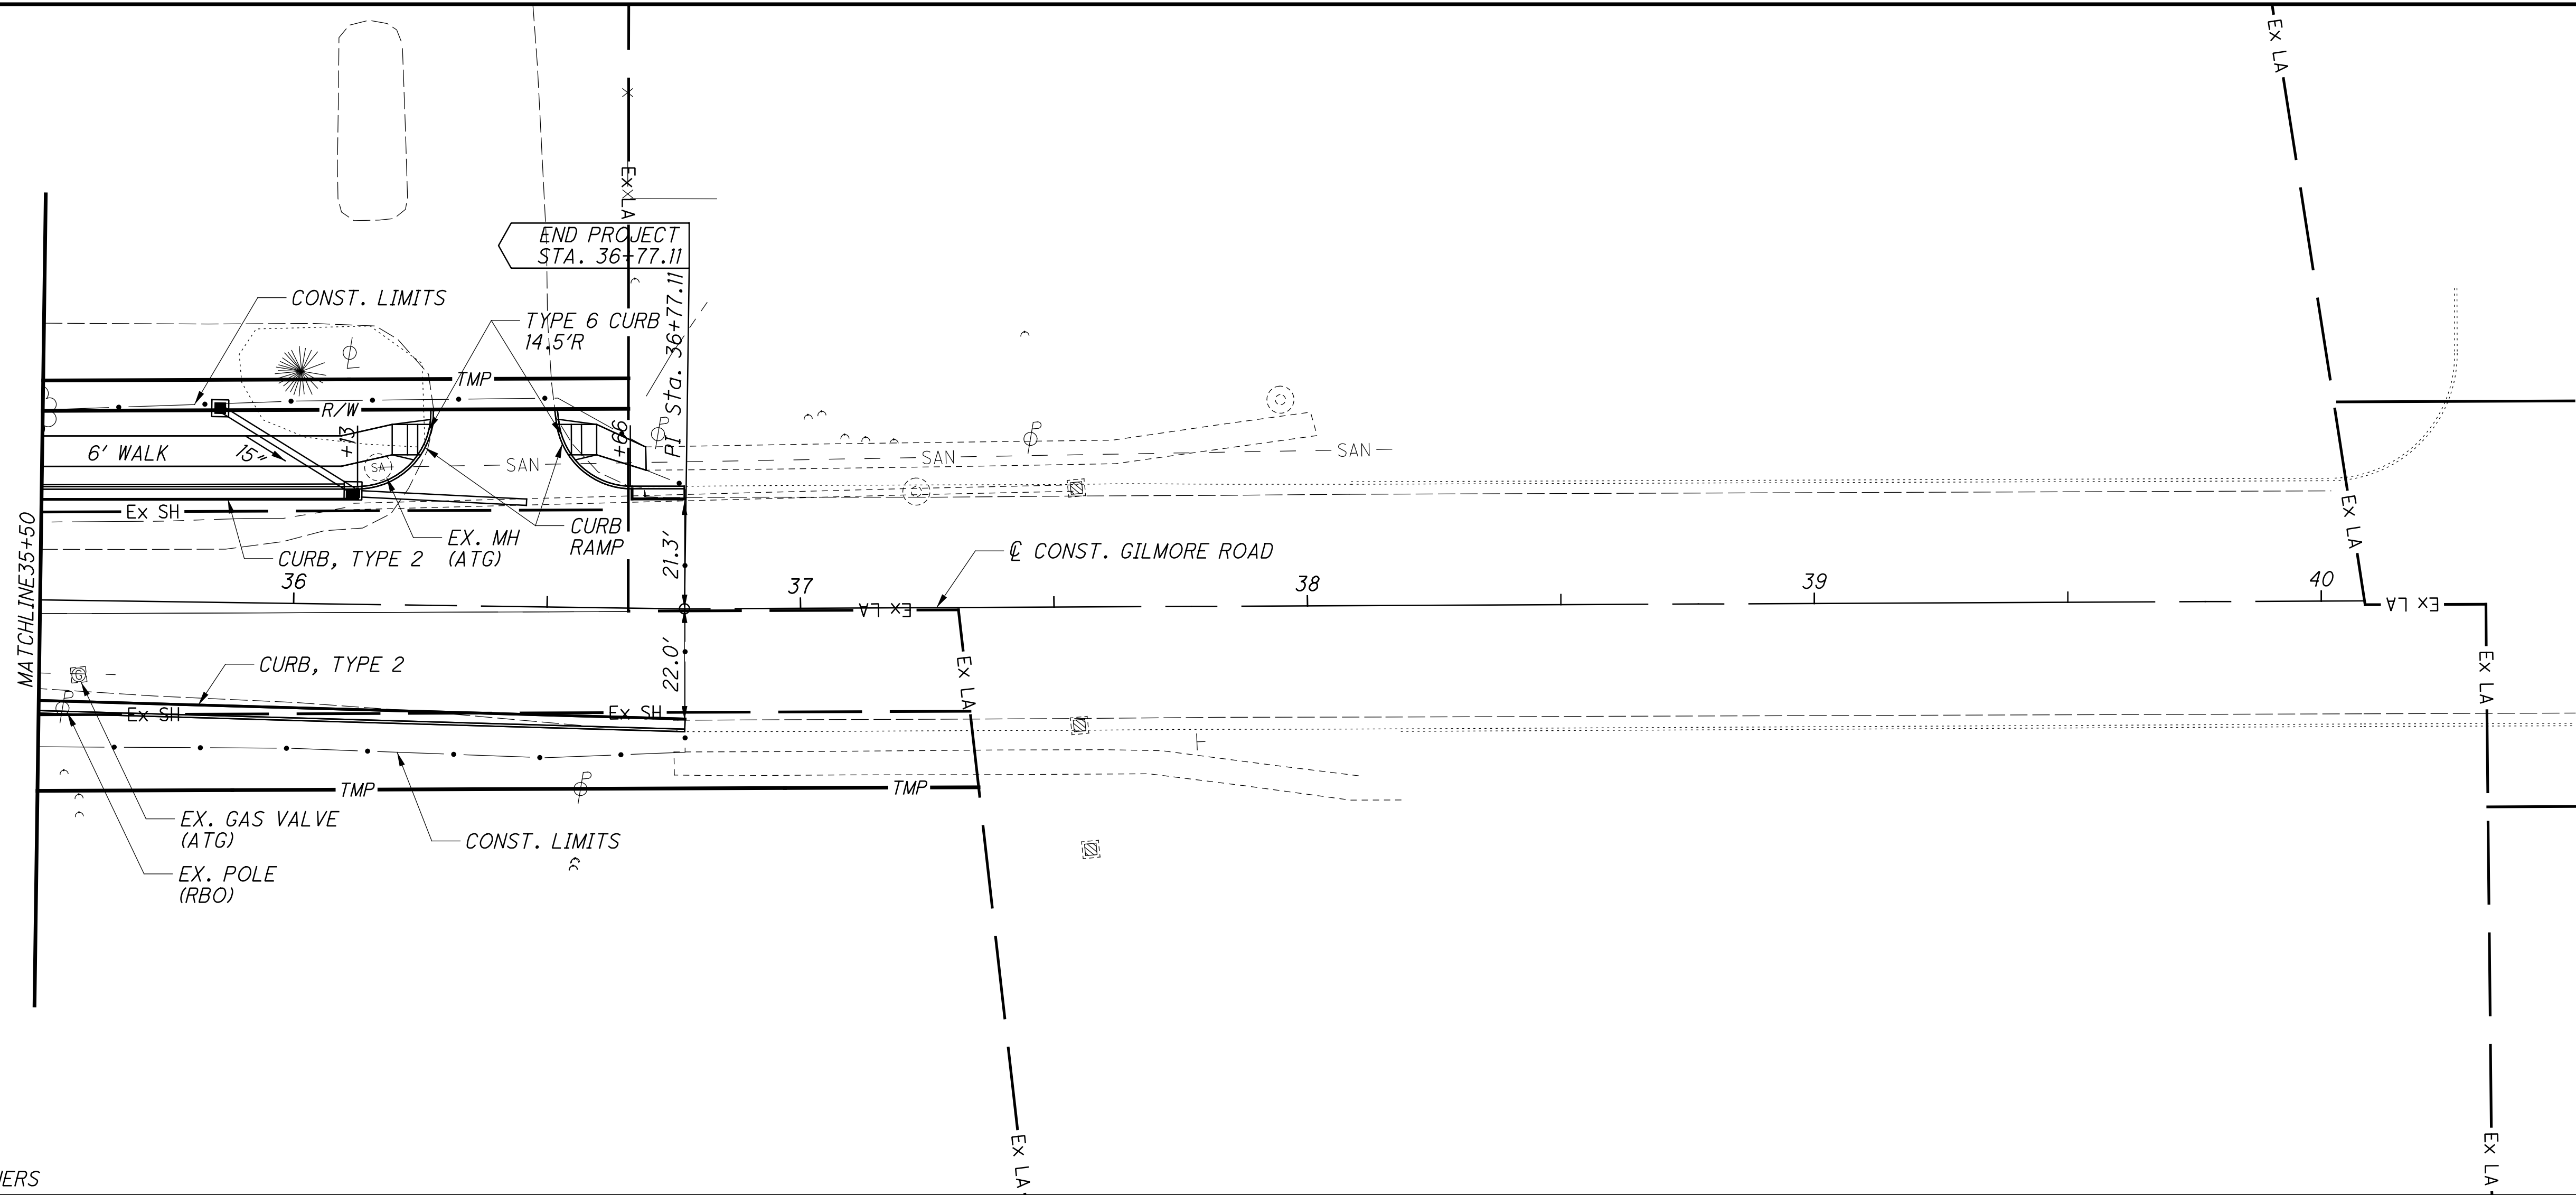 Ex LA
Ex LA
END PROJECT
STA. 36+77.11
PI Sta. 36+77.11
CONST. LIMITS
TYPE 6 CURB
14.5'R
TMP
R/W
+13
+66
6' WALK
15"
SA
SAN
SAN
SAN
Ex SH
EX. MH
(ATG)
CURB
RAMP
CURB, TYPE 2
MATCHLINE35+50
21.3'
℄ CONST. GILMORE ROAD
36
37
38
39
40
Ex LA
Ex LA
Ex LA
22.0'
CURB, TYPE 2
Ex LA
Ex LA
P
P
P
P
Ex SH
Ex SH
TMP
TMP
G
EX. GAS VALVE
(ATG)
CONST. LIMITS
EX. POLE
(RBO)
Ex LA
Ex LA